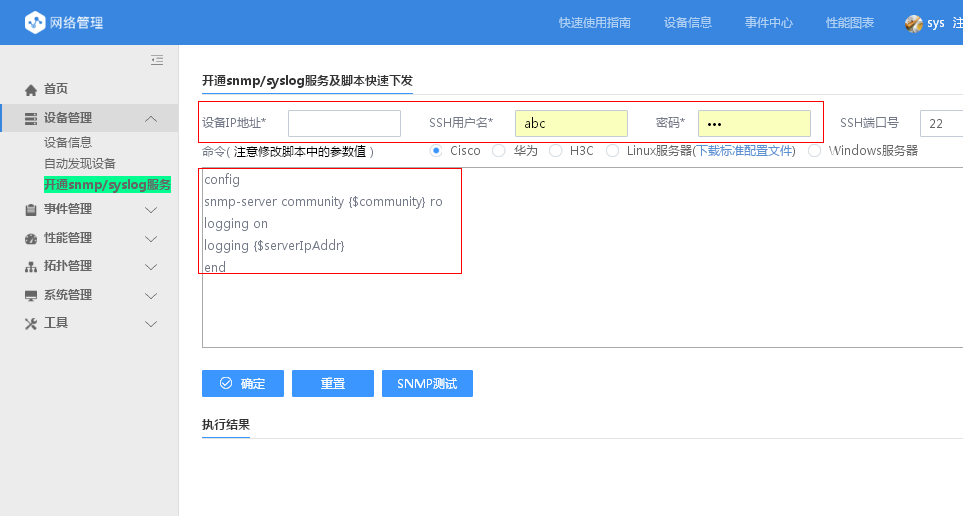 网络管理 快速使用指南 设备信息 事件中心 性能图表 sys 注
首页
设备管理
设备信息
自动发现设备
开通snmp/syslog服务
事件管理
性能管理
拓扑管理
系统管理
工具
开通snmp/syslog服务及脚本快速下发
设备IP地址* SSH用户名* abc 密码* ••• SSH端口号 22
命令( 注意修改脚本中的参数值 ) Cisco 华为 H3C Linux服务器(下载标准配置文件) Windows服务器
config
snmp-server community {$community} ro
logging on
logging {$serverIpAddr}
end
确定 重置 SNMP测试
执行结果